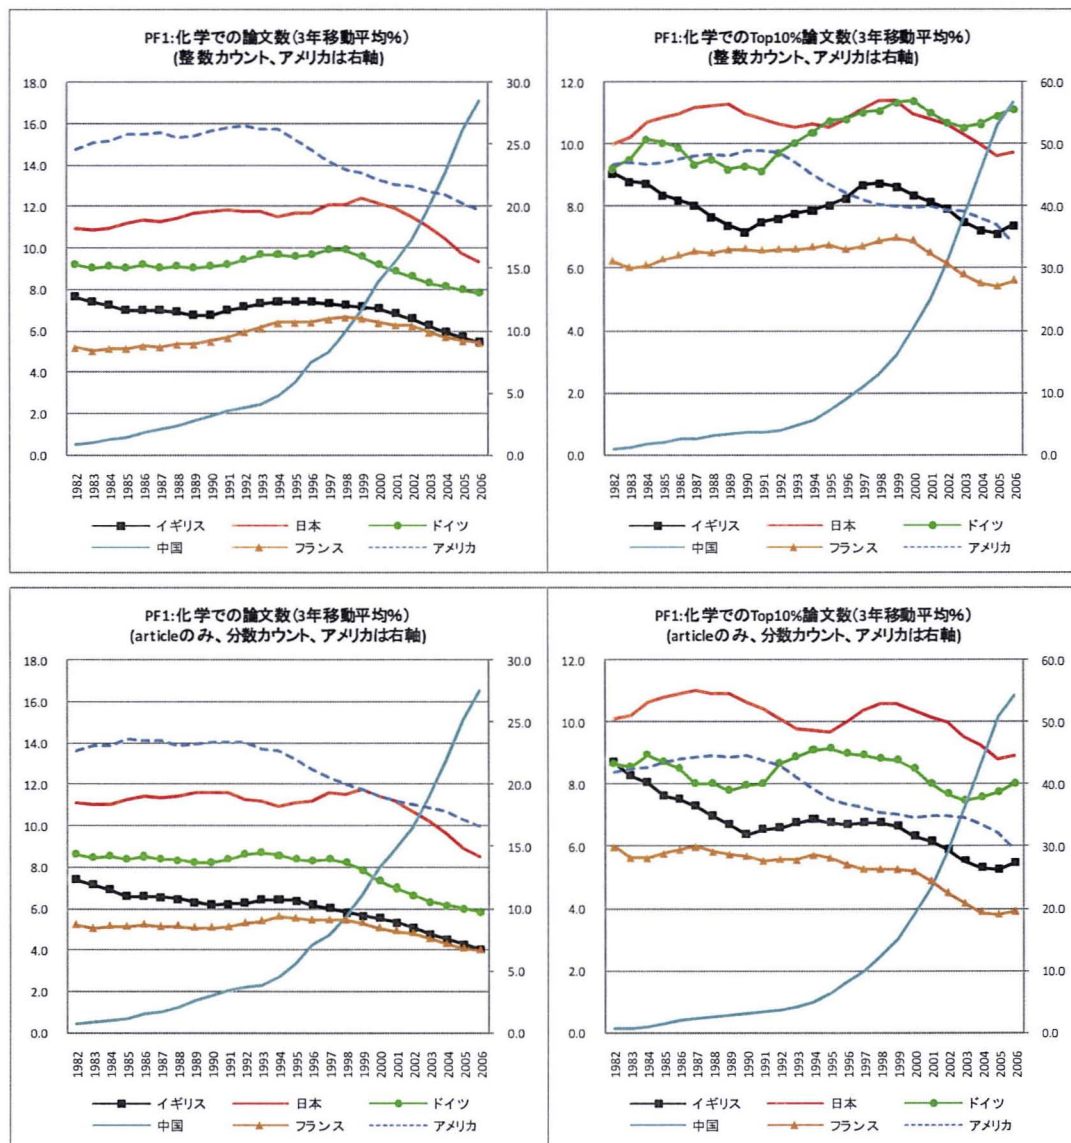 PF1:化学での論文数(3年移動平均%)
(整数カウント、アメリカは右軸)
18.0 30.0
16.0
25.0
14.0
12.0 20.0
10.0
15.0
8.0
6.0 10.0
4.0
5.0
2.0
0.0 0.0
1982 1983 1984 1985 1986 1987 1988 1989 1990 1991 1992 1993 1994 1995 1996 1997 1998 1999 2000 2001 2002 2003 2004 2005 2006
イギリス 日本 ドイツ
中国 フランス アメリカ
PF1:化学でのTop10%論文数(3年移動平均%)
(整数カウント、アメリカは右軸)
12.0 60.0
10.0 50.0
8.0 40.0
6.0 30.0
4.0 20.0
2.0 10.0
0.0 0.0
1982 1983 1984 1985 1986 1987 1988 1989 1990 1991 1992 1993 1994 1995 1996 1997 1998 1999 2000 2001 2002 2003 2004 2005 2006
イギリス 日本 ドイツ
中国 フランス アメリカ
PF1:化学での論文数(3年移動平均%)
(articleのみ、分数カウント、アメリカは右軸)
18.0 30.0
16.0
25.0
14.0
12.0 20.0
10.0
15.0
8.0
6.0 10.0
4.0
5.0
2.0
0.0 0.0
1982 1983 1984 1985 1986 1987 1988 1989 1990 1991 1992 1993 1994 1995 1996 1997 1998 1999 2000 2001 2002 2003 2004 2005 2006
イギリス 日本 ドイツ
中国 フランス アメリカ
PF1:化学でのTop10%論文数(3年移動平均%)
(articleのみ、分数カウント、アメリカは右軸)
12.0 60.0
10.0 50.0
8.0 40.0
6.0 30.0
4.0 20.0
2.0 10.0
0.0 0.0
1982 1983 1984 1985 1986 1987 1988 1989 1990 1991 1992 1993 1994 1995 1996 1997 1998 1999 2000 2001 2002 2003 2004 2005 2006
イギリス 日本 ドイツ
中国 フランス アメリカ